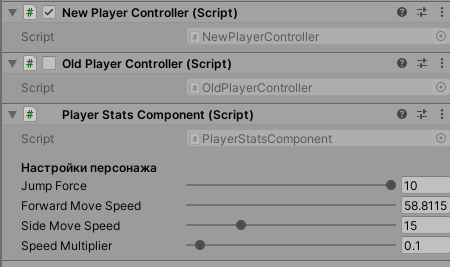 # New Player Controller (Script)
Script # NewPlayerController
# Old Player Controller (Script)
Script # OldPlayerController
# Player Stats Component (Script)
Script # PlayerStatsComponent
Настройки персонажа
Jump Force 10
Forward Move Speed 58.8115
Side Move Speed 15
Speed Multiplier 0.1